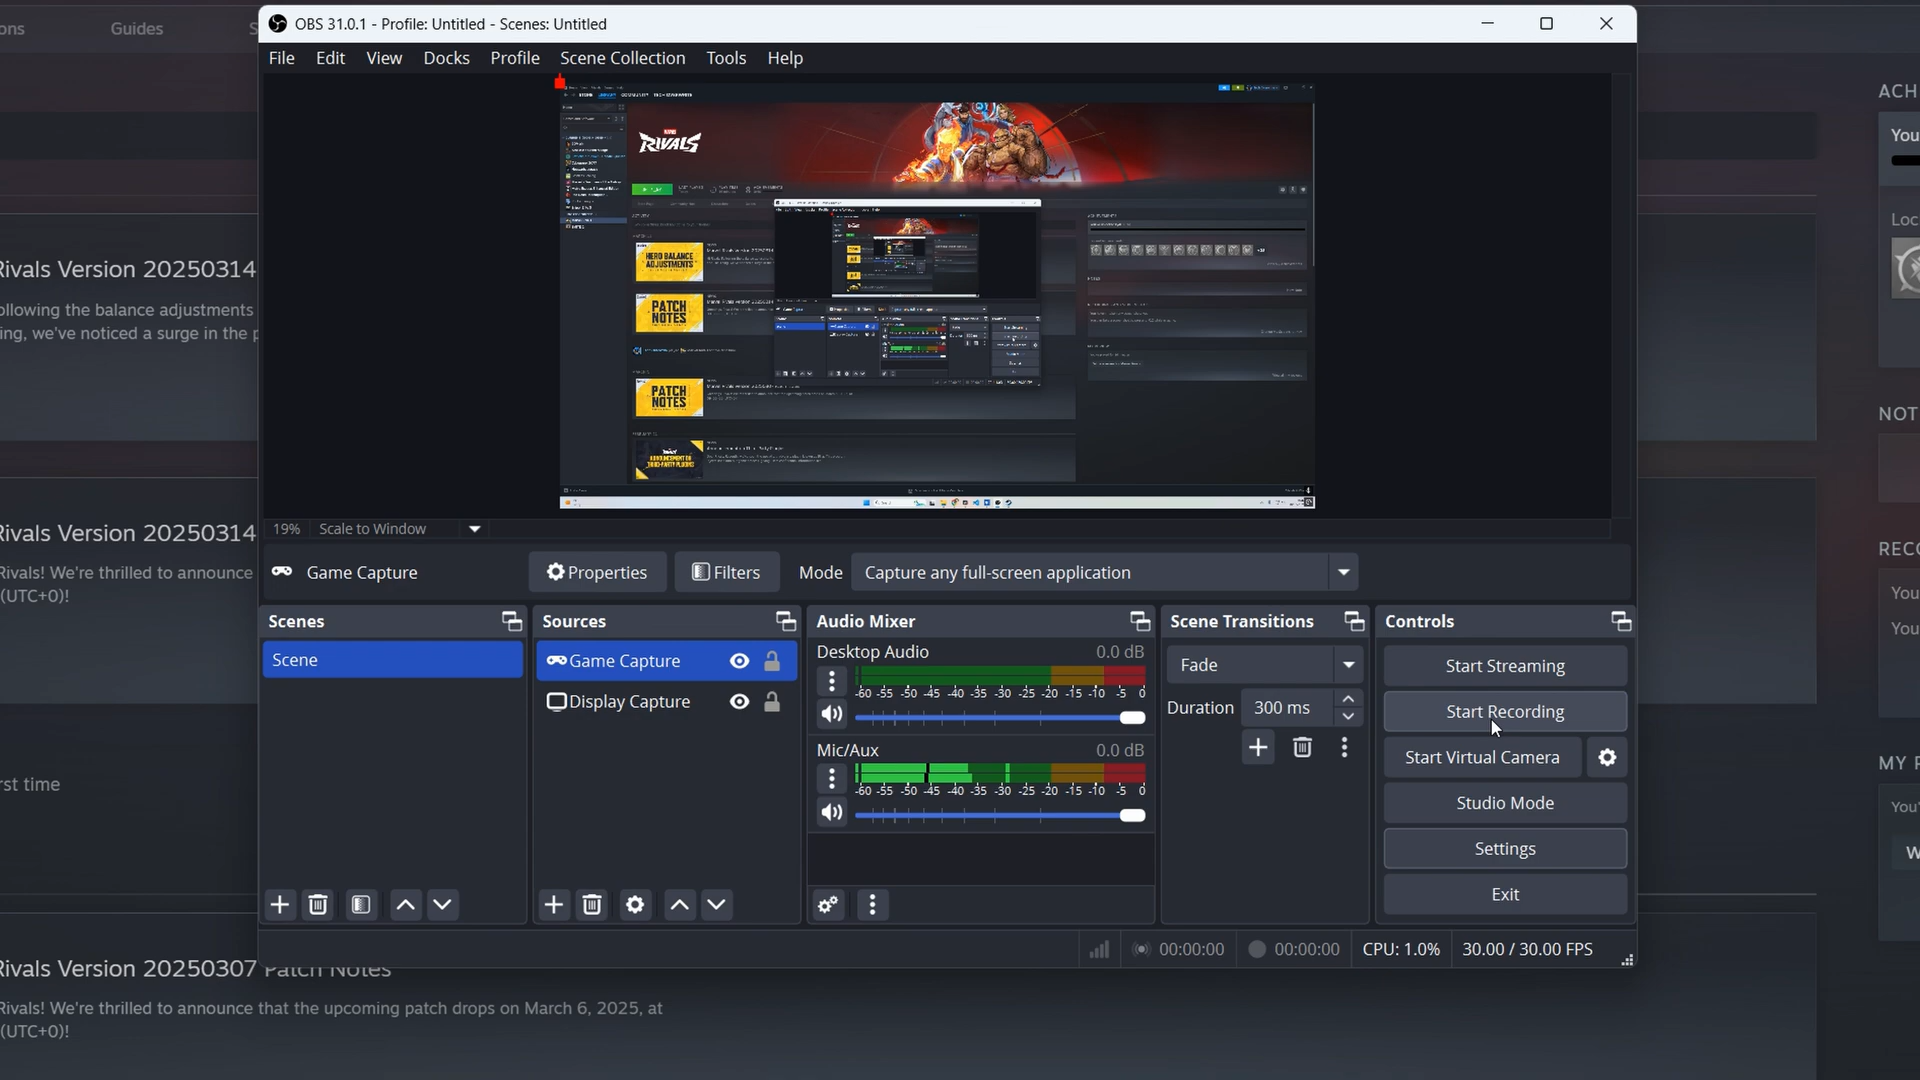 OBS 31.0.1 - Profile: Untitled - Scenes: Untitled
ons Guides
File Edit View Docks Profile Scene Collection Tools Help
ACH
You
Loc
RIVALS
PLAY
HERO BALANCE
ADJUSTMENTS
PATCH
NOTES
PATCH
NOTES
Rivals Version 20250314
ollowing the balance adjustments
ing, we've noticed a surge in the p
NOT
19% Scale to Window
Rivals Version 20250314
Rivals! We're thrilled to announce
(UTC+0)!
RECO
You
You
Game Capture Properties Filters Mode Capture any full-screen application
Scenes Sources Audio Mixer Scene Transitions Controls
Scene
Game Capture
Display Capture
Desktop Audio 0.0 dB
-60 -55 -50 -45 -40 -35 -30 -25 -20 -15 -10 -5 0
Mic/Aux 0.0 dB
-60 -55 -50 -45 -40 -35 -30 -25 -20 -15 -10 -5 0
Fade
Duration 300 ms
Start Streaming
Start Recording
Start Virtual Camera
Studio Mode
Settings
Exit
rst time
MY
You'
W
00:00:00 00:00:00 CPU: 1.0% 30.00 / 30.00 FPS
Rivals Version 20250307 Patch Notes
Rivals! We're thrilled to announce that the upcoming patch drops on March 6, 2025, at
(UTC+0)!